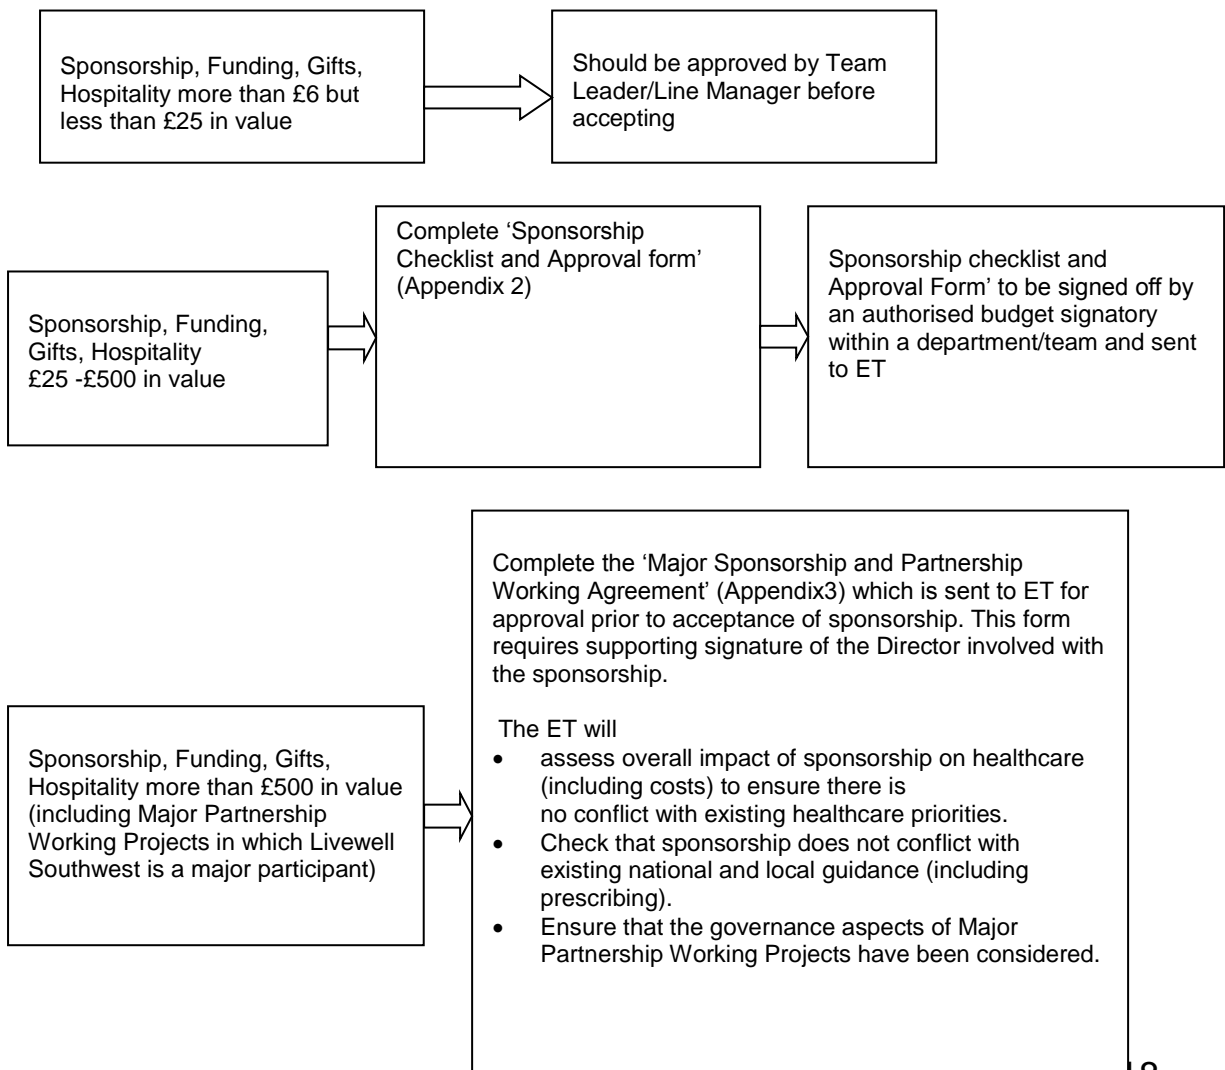 Sponsorship, Funding, Gifts,
Hospitality more than £6 but
less than £25 in value
Should be approved by Team
Leader/Line Manager before
accepting
Sponsorship, Funding,
Gifts, Hospitality
£25 -£500 in value
Complete ‘Sponsorship
Checklist and Approval form’
(Appendix 2)
Sponsorship checklist and
Approval Form’ to be signed off by
an authorised budget signatory
within a department/team and sent
to ET
Sponsorship, Funding, Gifts,
Hospitality more than £500 in value
(including Major Partnership
Working Projects in which Livewell
Southwest is a major participant)
Complete the ‘Major Sponsorship and Partnership
Working Agreement’ (Appendix3) which is sent to ET for
approval prior to acceptance of sponsorship. This form
requires supporting signature of the Director involved with
the sponsorship.
The ET will
• assess overall impact of sponsorship on healthcare
(including costs) to ensure there is
no conflict with existing healthcare priorities.
• Check that sponsorship does not conflict with
existing national and local guidance (including
prescribing).
• Ensure that the governance aspects of Major
Partnership Working Projects have been considered.